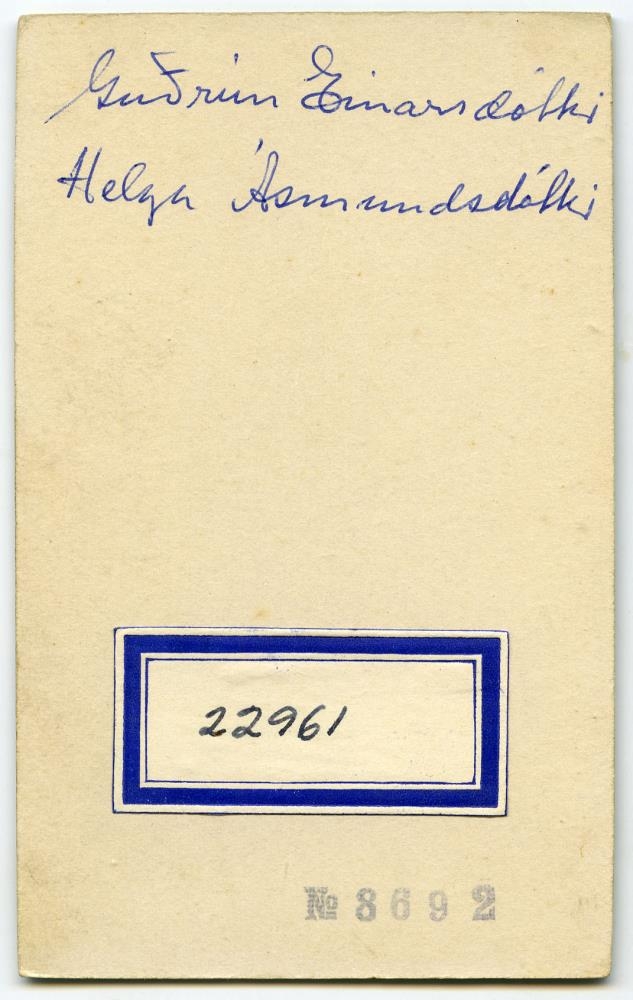 Guðrún Einarsdóttir
Helga Ásmundsdóttir
22961
№ 8692